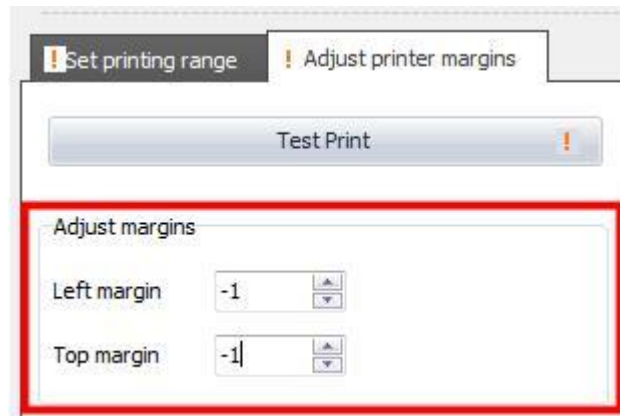 ! Set printing range ! Adjust printer margins
Test Print !
Adjust margins
Left margin -1
Top margin -1